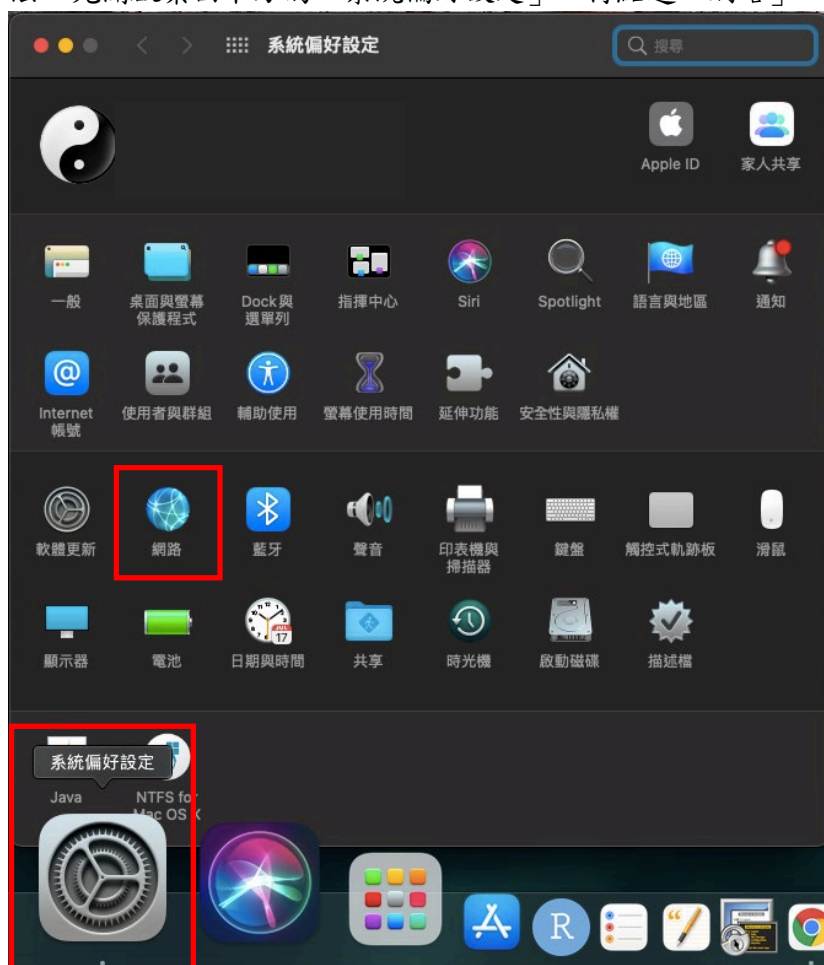 系統偏好設定
搜尋
Apple ID
家人共享
一般
桌面與螢幕
保護程式
Dock與
選單列
指揮中心
Siri
Spotlight
語言與地區
通知
Internet
帳號
使用者與群組
輔助使用
螢幕使用時間
延伸功能
安全性與隱私權
軟體更新
網路
藍牙
聲音
印表機與
掃描器
鍵盤
觸控式軌跡板
滑鼠
顯示器
電池
JUL
17
日期與時間
共享
時光機
啟動磁碟
描述檔
系統偏好設定
Java
NTFS for
Mac OS X
R